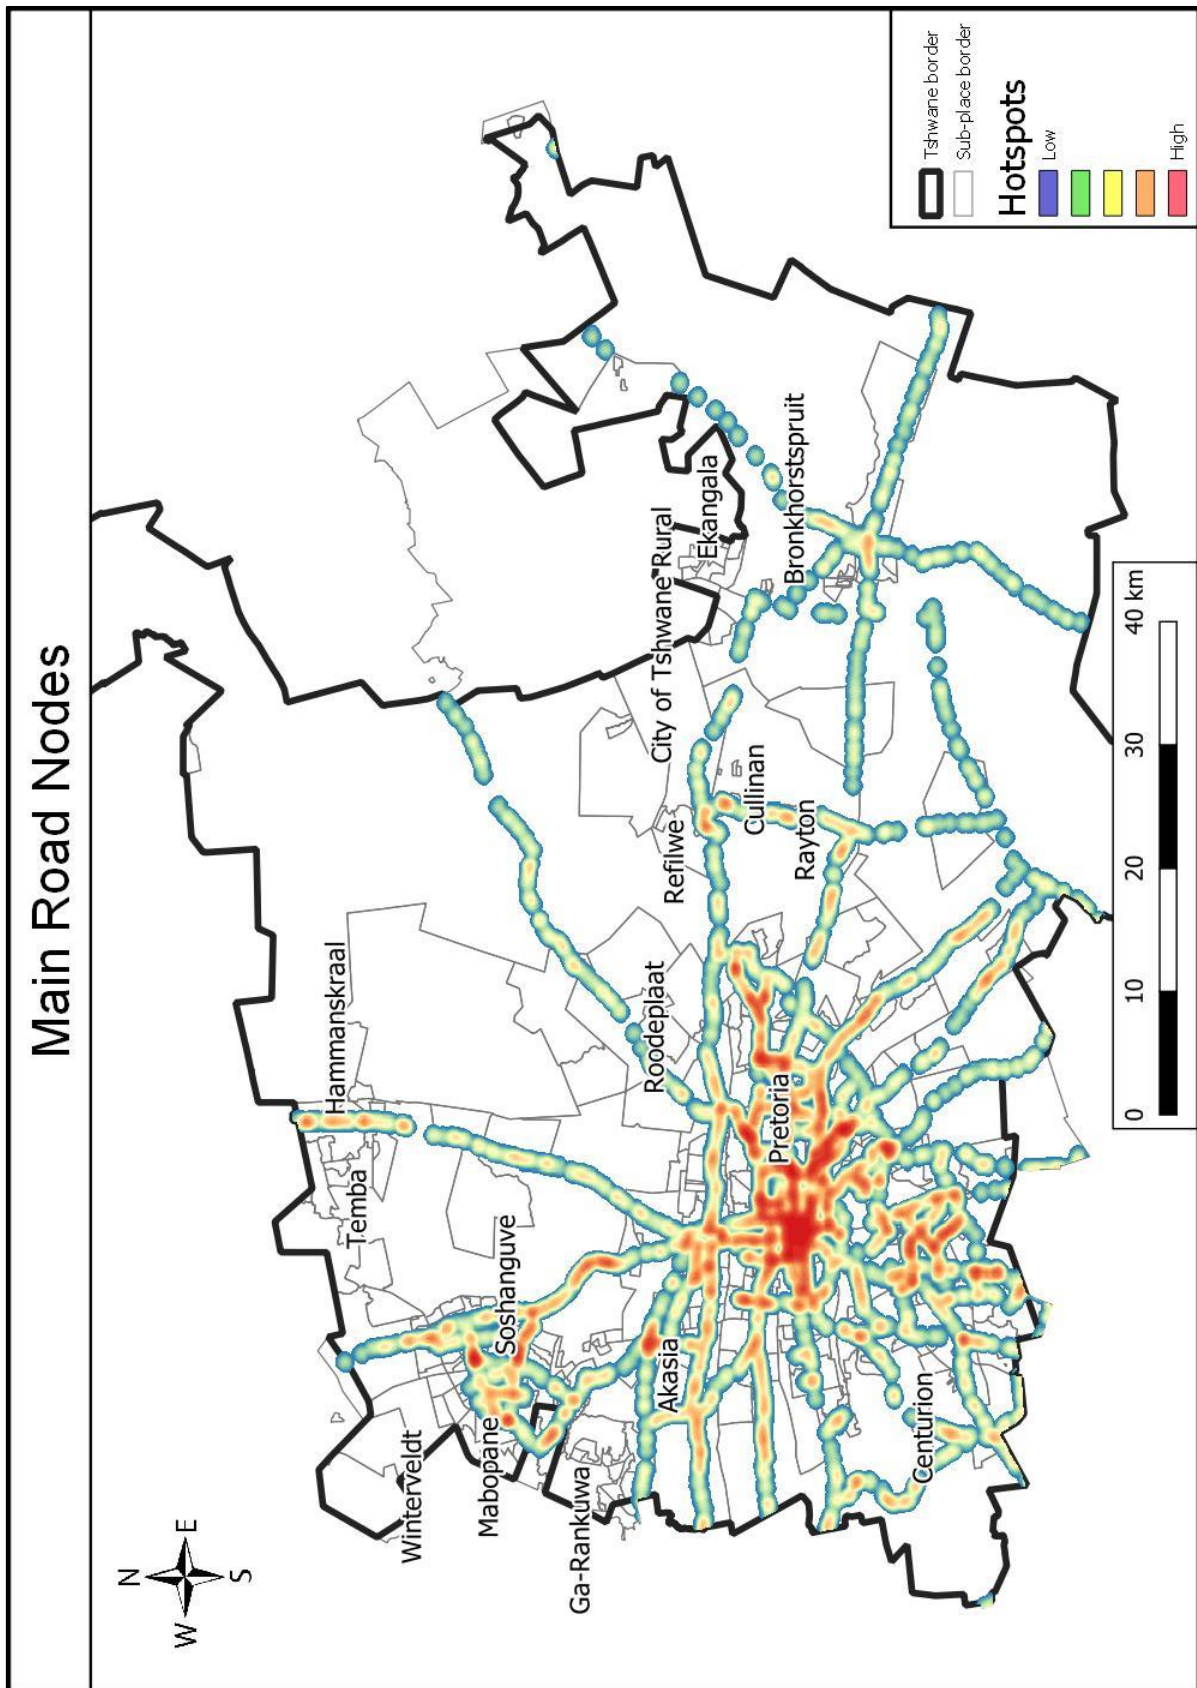 Main Road Nodes
N
W
E
S
Hammanskraal
Temba
Winterveldt
Soshanguve
Mabopane
Ga-Rankuwa
Akasia
Roodeplaat
Refilwe
City of Tshwane Rural
Ekangala
Cullinan
Rayton
Bronkhorstspruit
Pretoria
Centurion
0 10 20 30 40 km
Tshwane border
Sub-place border
Hotspots
Low
High